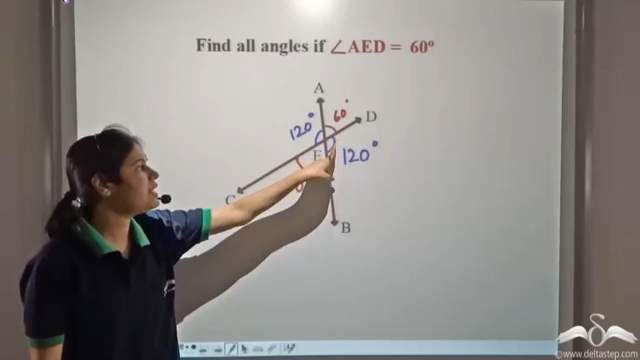 Find all angles if ∠AED = 60°
A
60°
D
120°
E
120°
C
B
©www.deltastep.com